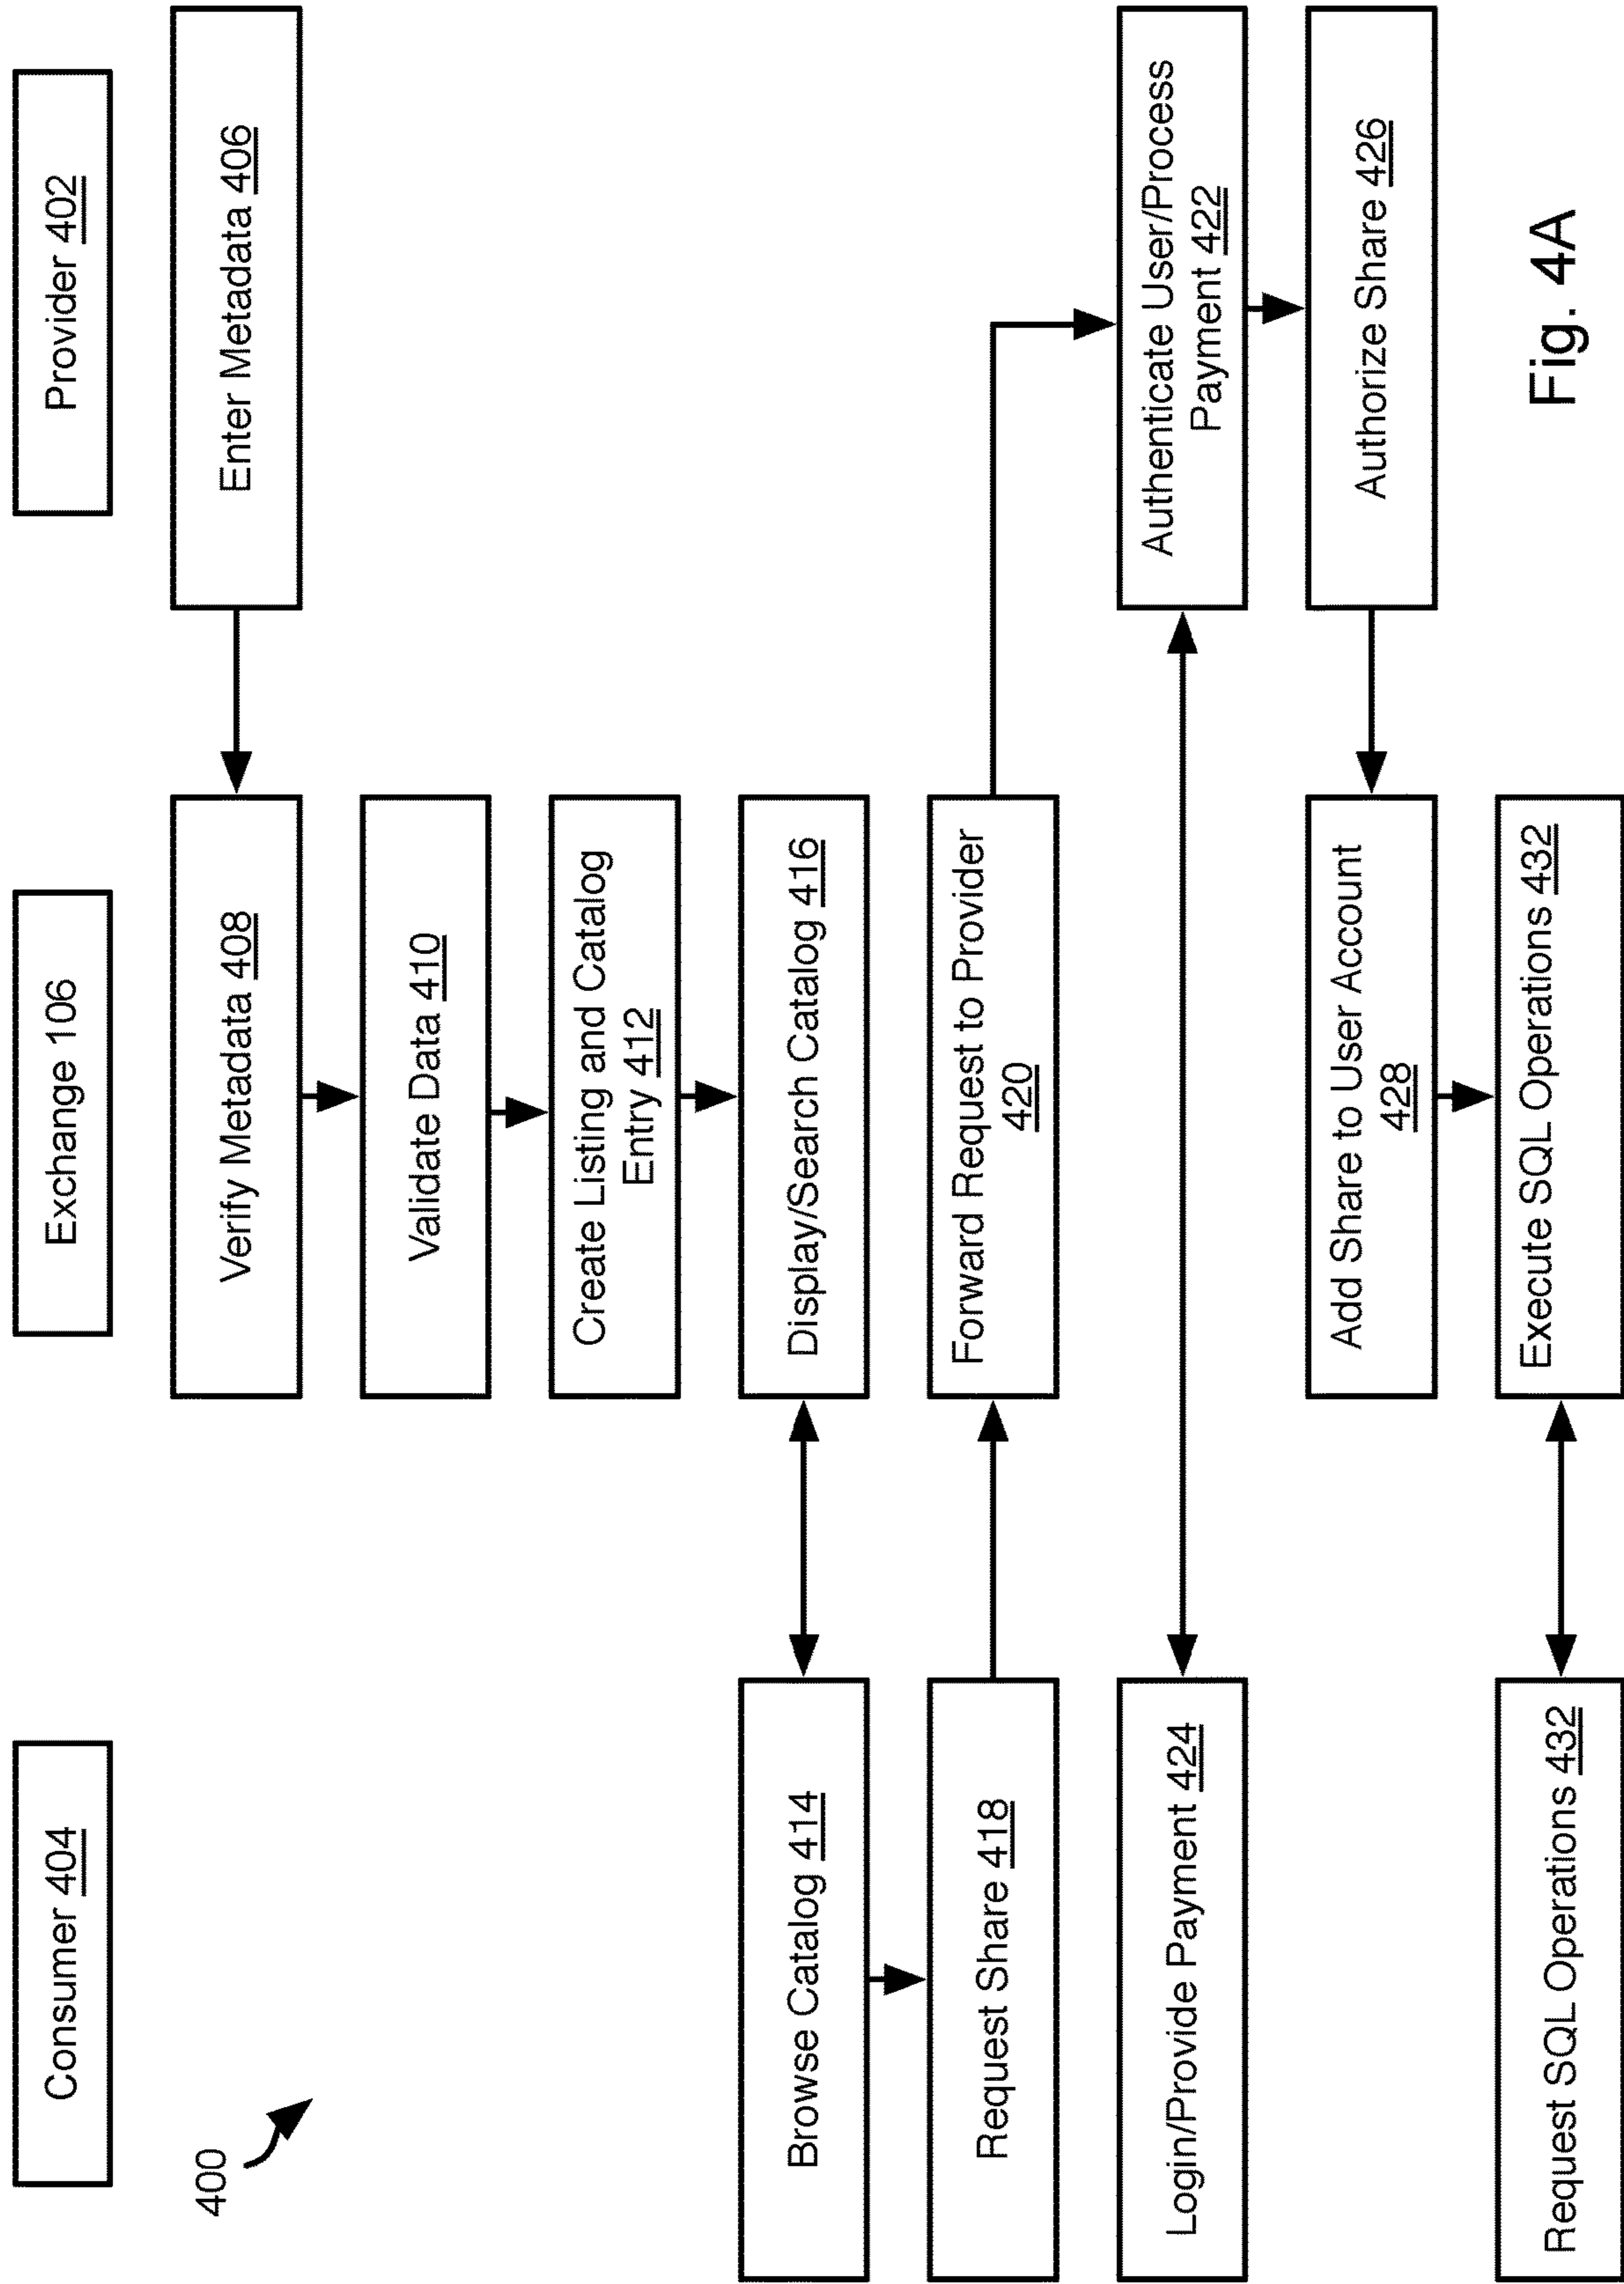 Consumer 404
Exchange 106
Provider 402
400
Enter Metadata 406
Verify Metadata 408
Validate Data 410
Create Listing and Catalog
Entry 412
Browse Catalog 414
Display/Search Catalog 416
Request Share 418
Forward Request to Provider
420
Login/Provide Payment 424
Authenticate User/Process
Payment 422
Authorize Share 426
Add Share to User Account
428
Request SQL Operations 432
Execute SQL Operations 432
Fig. 4A